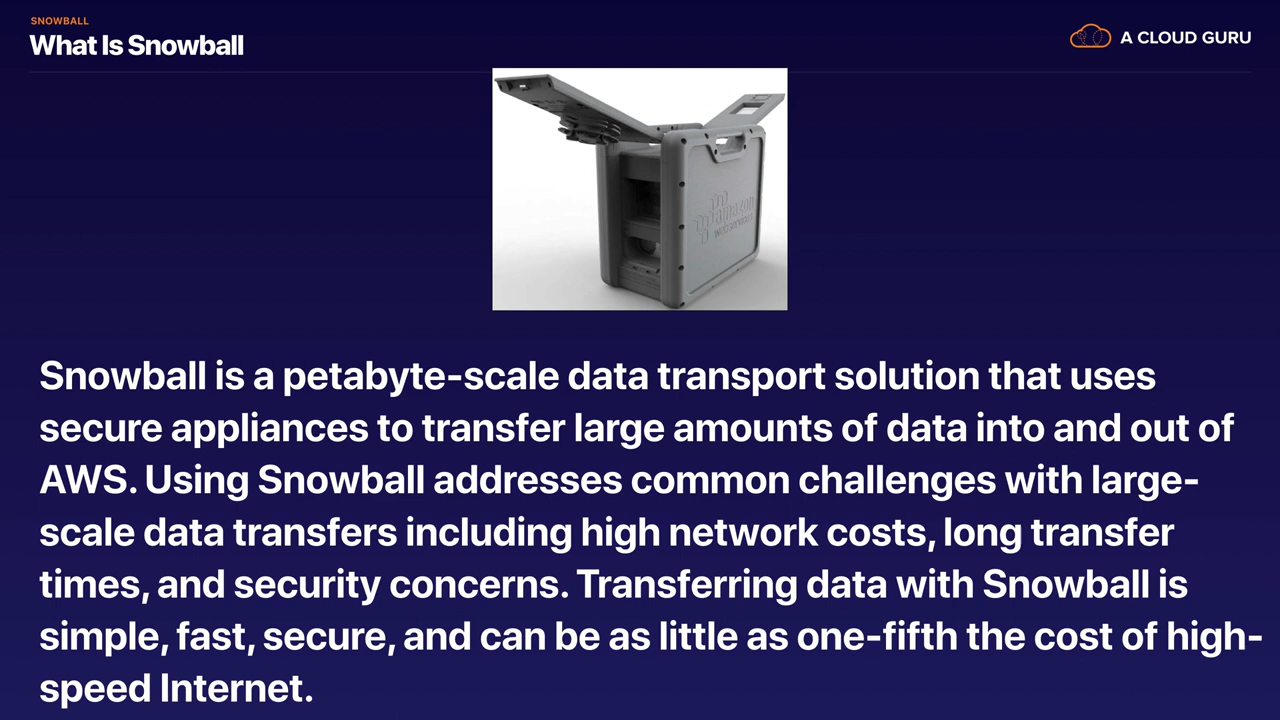 SNOWBALL
What Is Snowball
A CLOUD GURU
amazon
webservices
Snowball is a petabyte-scale data transport solution that uses
secure appliances to transfer large amounts of data into and out of
AWS. Using Snowball addresses common challenges with large-
scale data transfers including high network costs, long transfer
times, and security concerns. Transferring data with Snowball is
simple, fast, secure, and can be as little as one-fifth the cost of high-
speed Internet.